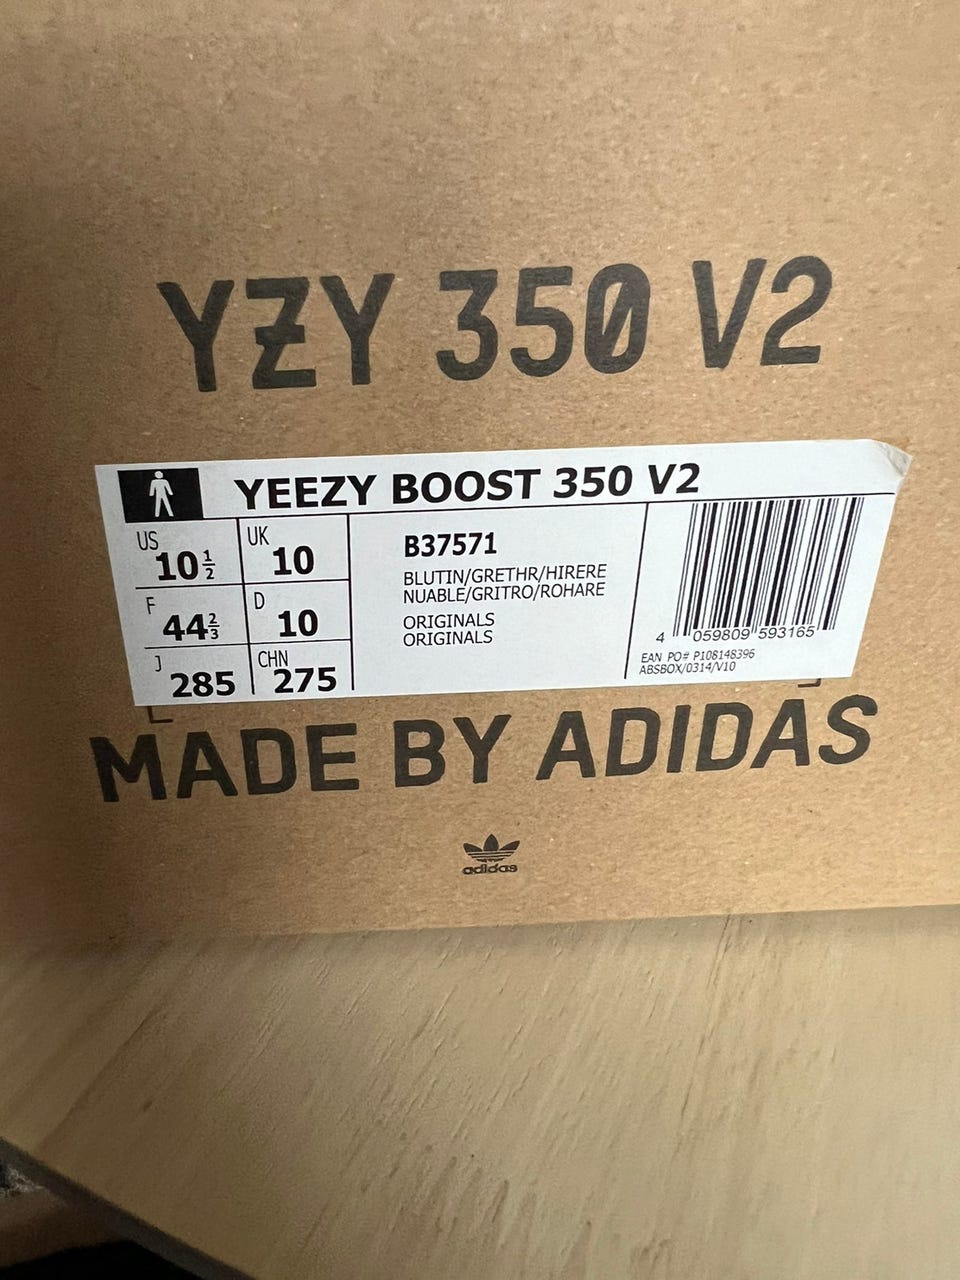 YZY 350 V2
YEEZY BOOST 350 V2
US
10 1/2
UK
10
F
44 2/3
D
10
J
285
CHN
275
B37571
BLUTIN/GRETHR/HIRERE
NUABLE/GRITRO/ROHARE
ORIGINALS
ORIGINALS
4 059809 593165
EAN PO# P108148396
ABSBOX/0314/V10
MADE BY ADIDAS
adidas